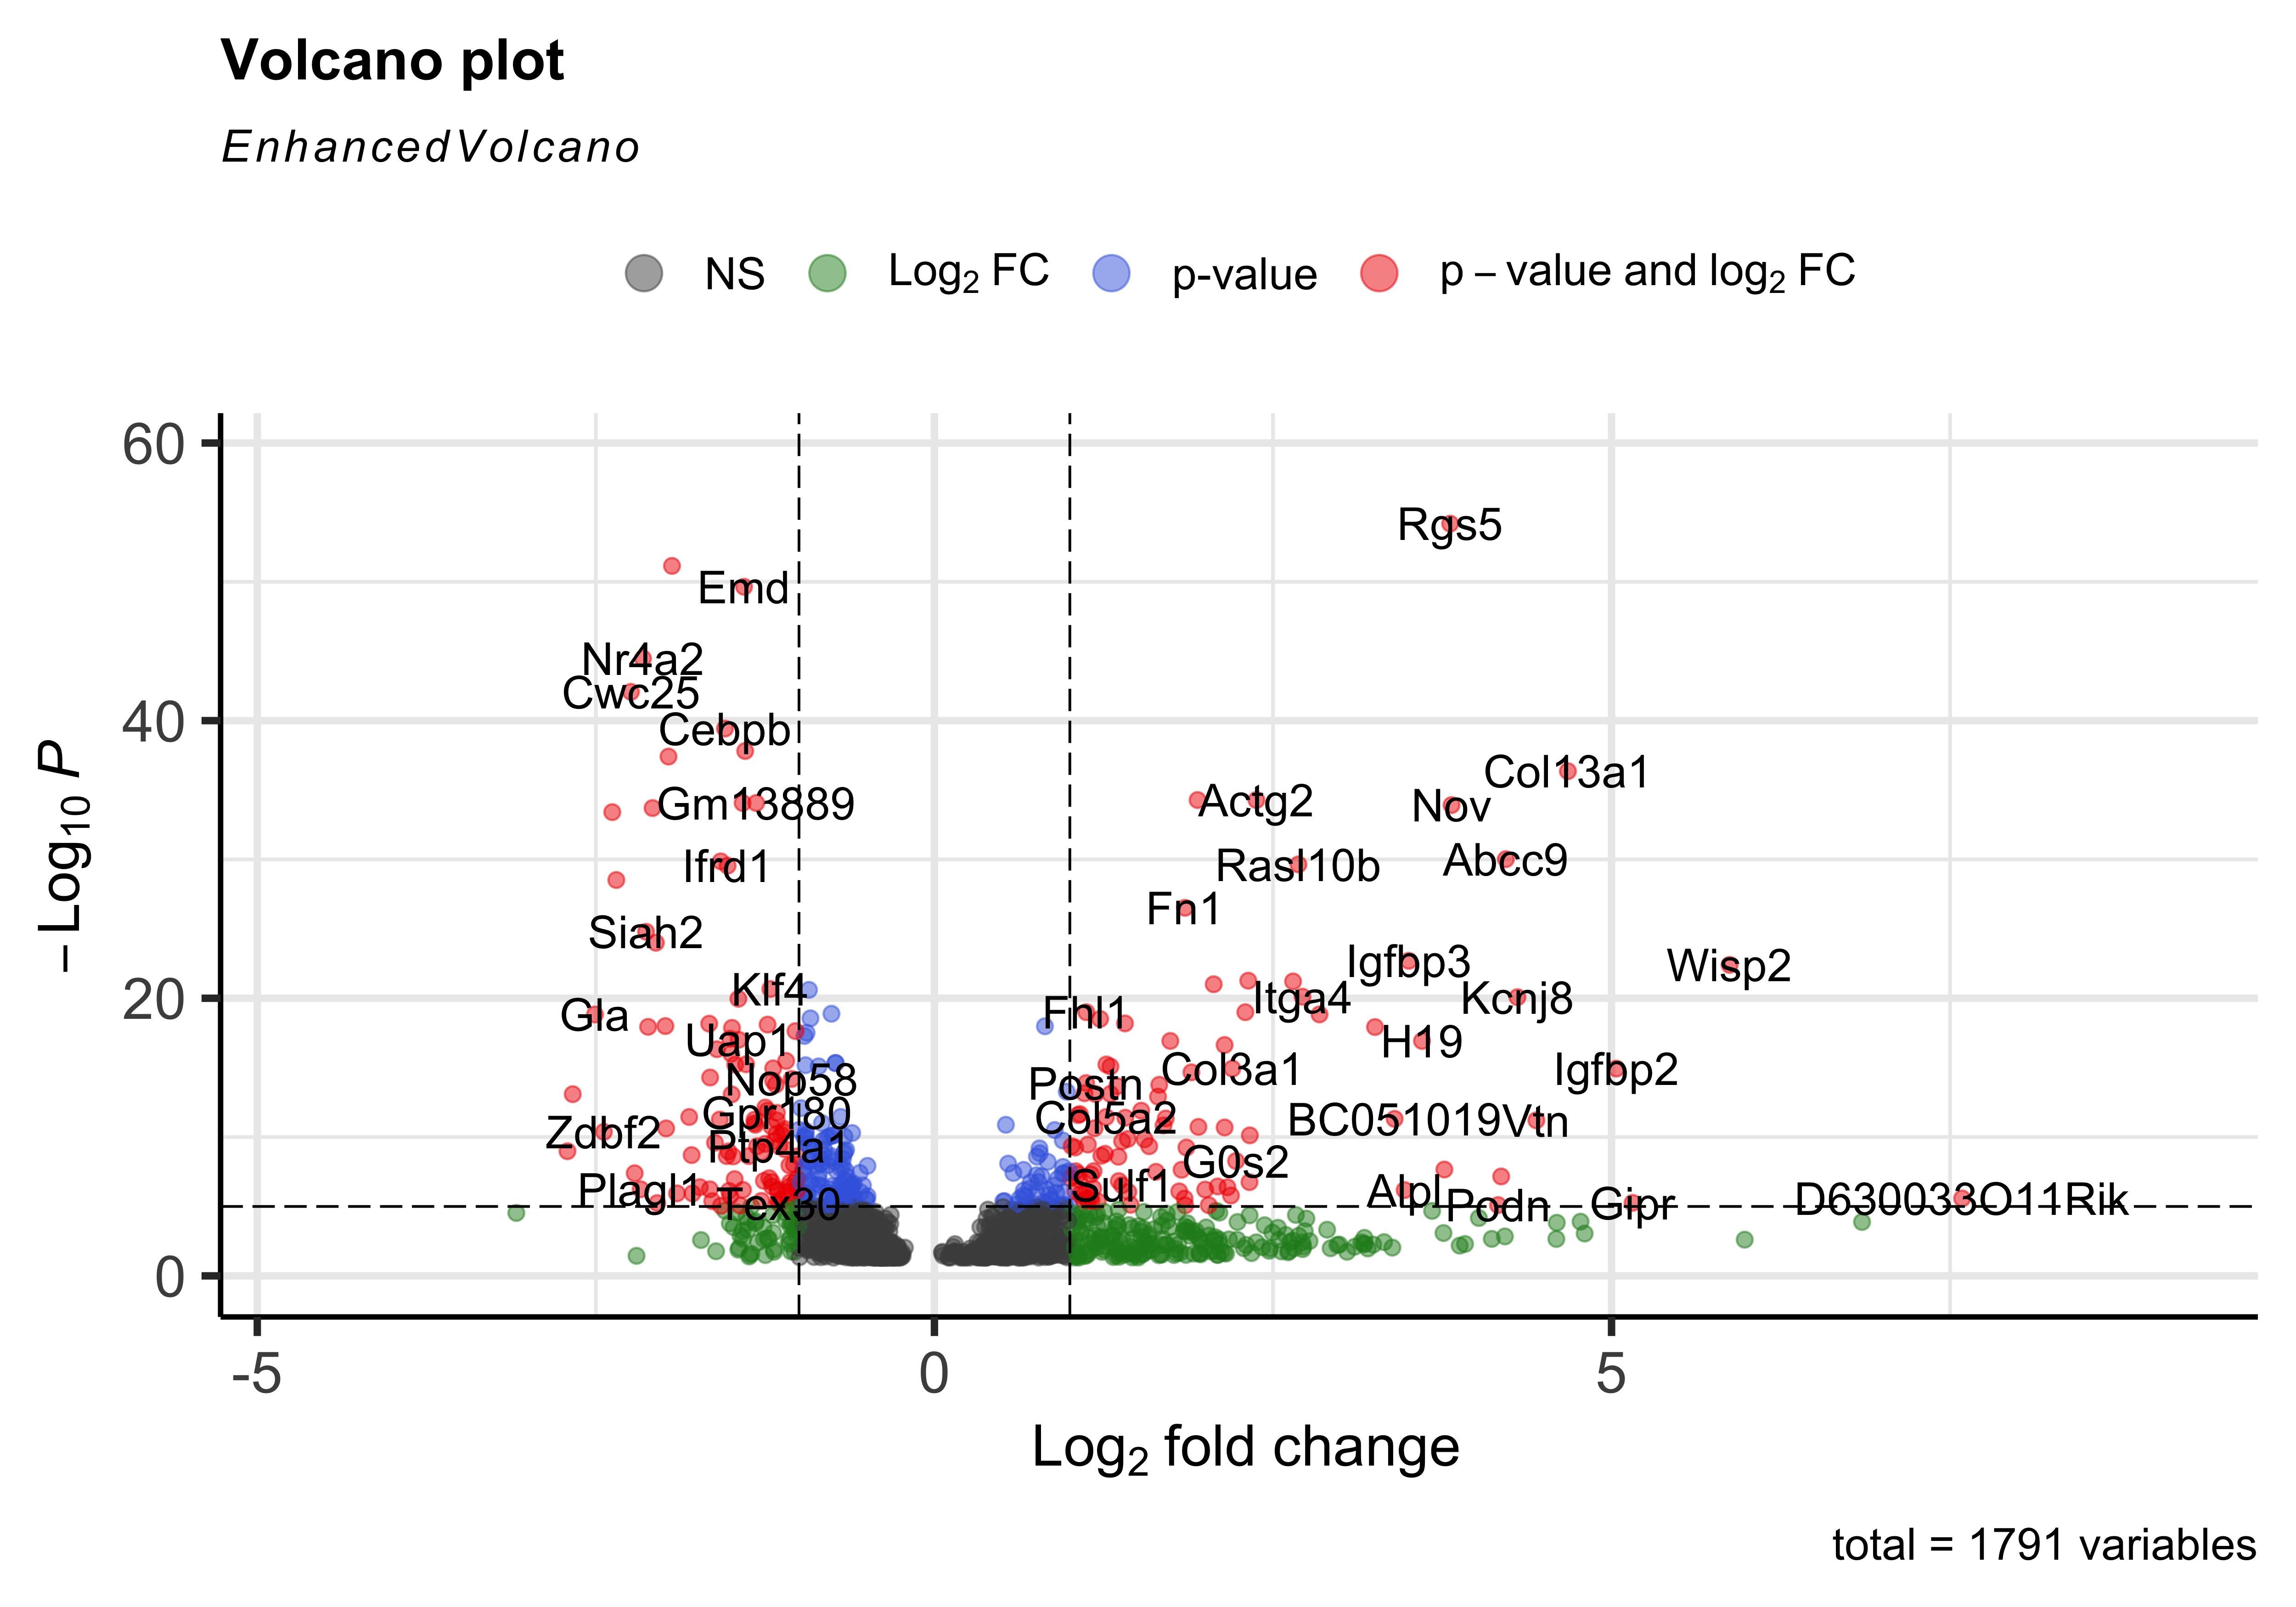 Volcano plot
EnhancedVolcano
NS Log₂ FC p-value p – value and log₂ FC
60
Rgs5
Emd
Nr4a2
Cwc25
40
Cebpb
Col13a1
Gm13889 Actg2 Nov
Ifrd1 Rasl10b Abcc9
Fn1
Siah2
Igfbp3 Wisp2
Klf4
20
Itga4 Kcnj8
Gla Fhl1
Uap1 H19
Nop58 Postn Col3a1 Igfbp2
Gpr180 Col5a2 BC051019 Vtn
Zdbf2 Ptp4a1
G0s2
Plagl1 Sulf1 Alpl
Tex30 Podn Gipr D630033O11Rik
0
–Log₁₀ P
-5 0 5
Log₂ fold change
total = 1791 variables